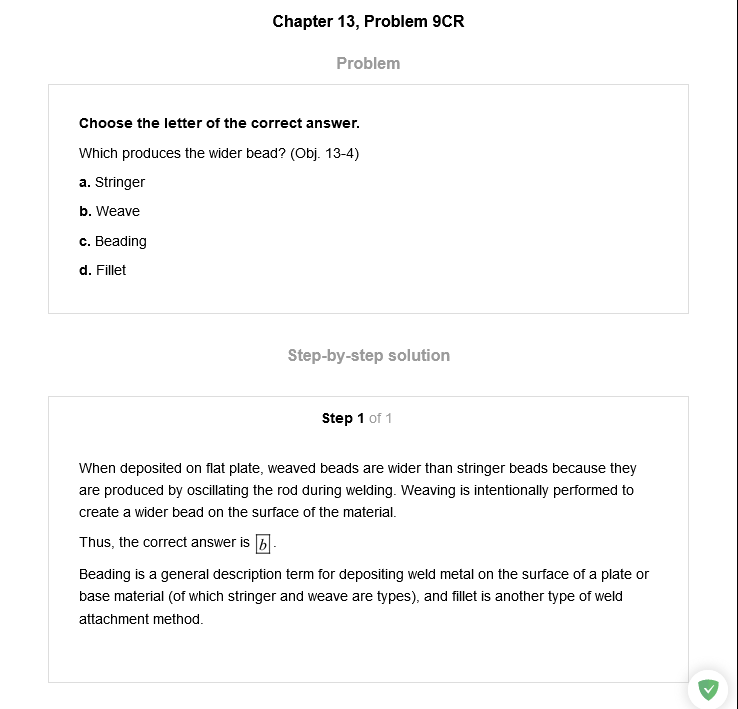 Chapter 13, Problem 9CR
Problem
Choose the letter of the correct answer.
Which produces the wider bead? (Obj. 13-4)
a. Stringer
b. Weave
c. Beading
d. Fillet
Step-by-step solution
Step 1 of 1
When deposited on flat plate, weaved beads are wider than stringer beads because they
are produced by oscillating the rod during welding. Weaving is intentionally performed to
create a wider bead on the surface of the material.
Thus, the correct answer is b.
Beading is a general description term for depositing weld metal on the surface of a plate or
base material (of which stringer and weave are types), and fillet is another type of weld
attachment method.